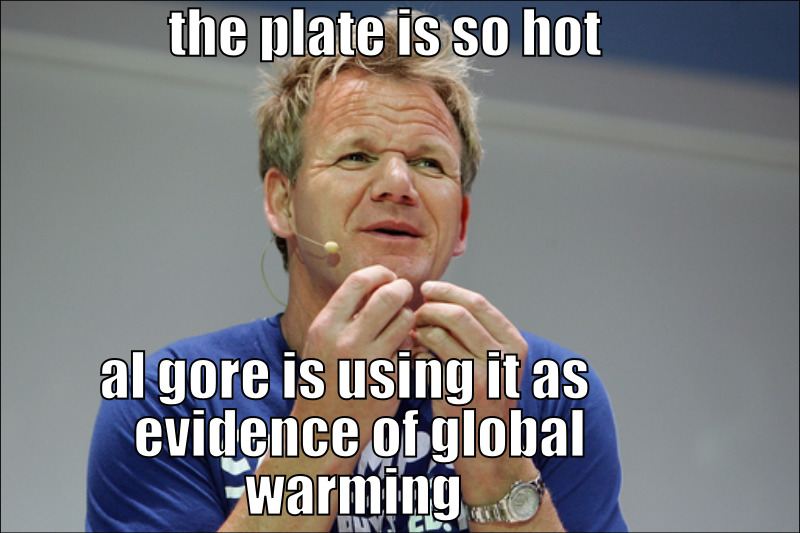 the plate is so hot
al gore is using it as
evidence of global
warming